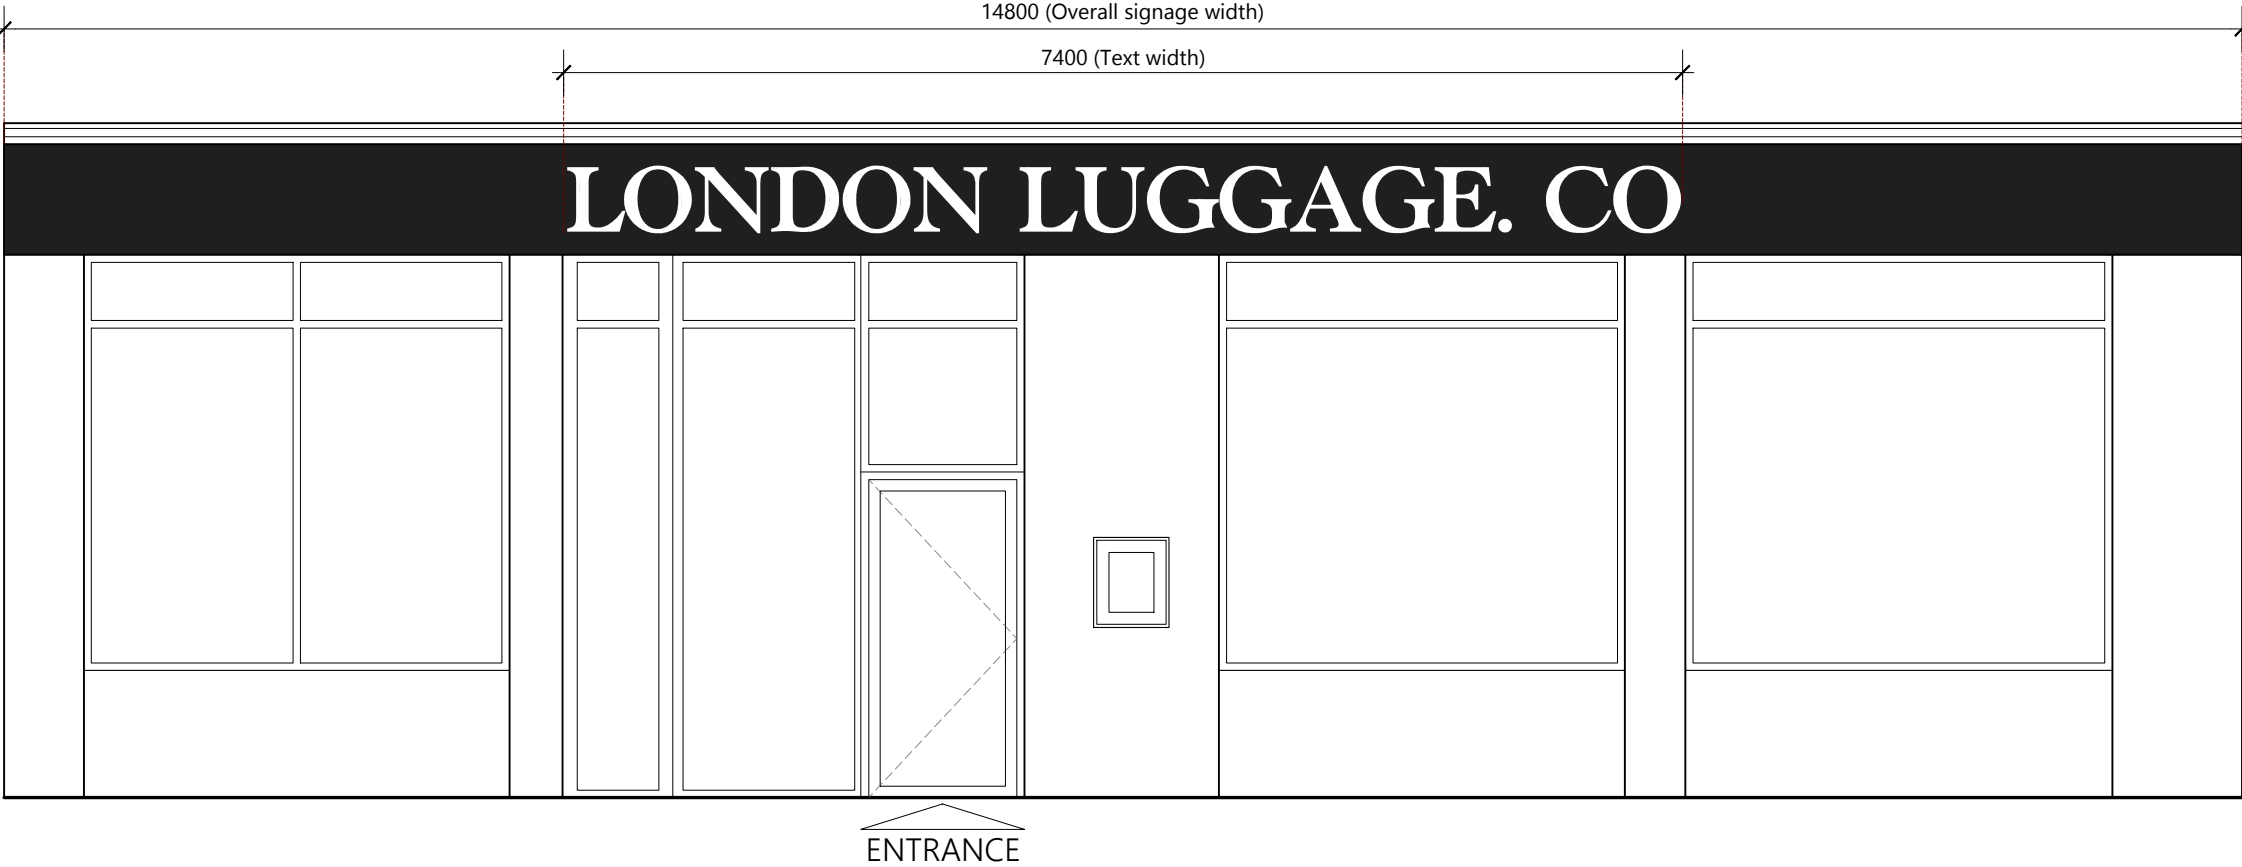 14800 (Overall signage width)
7400 (Text width)
LONDON LUGGAGE. CO
ENTRANCE